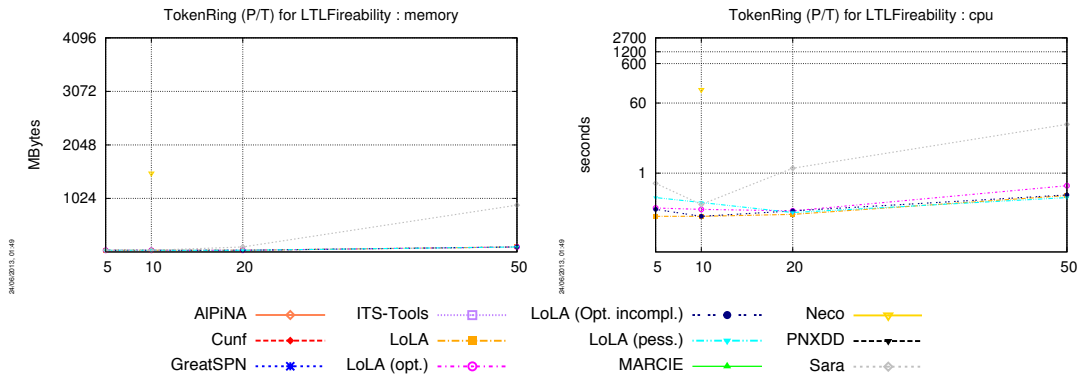 TokenRing (P/T) for LTLFireability : memory
4096
3072
2048
1024
MBytes
5 10 20 50
24/06/2013, 01:49
TokenRing (P/T) for LTLFireability : cpu
2700
1200
600
60
1
seconds
5 10 20 50
24/06/2013, 01:49
AlPiNA ITS-Tools LoLA (Opt. incompl.) Neco
Cunf LoLA LoLA (pess.) PNXDD
GreatSPN LoLA (opt.) MARCIE Sara